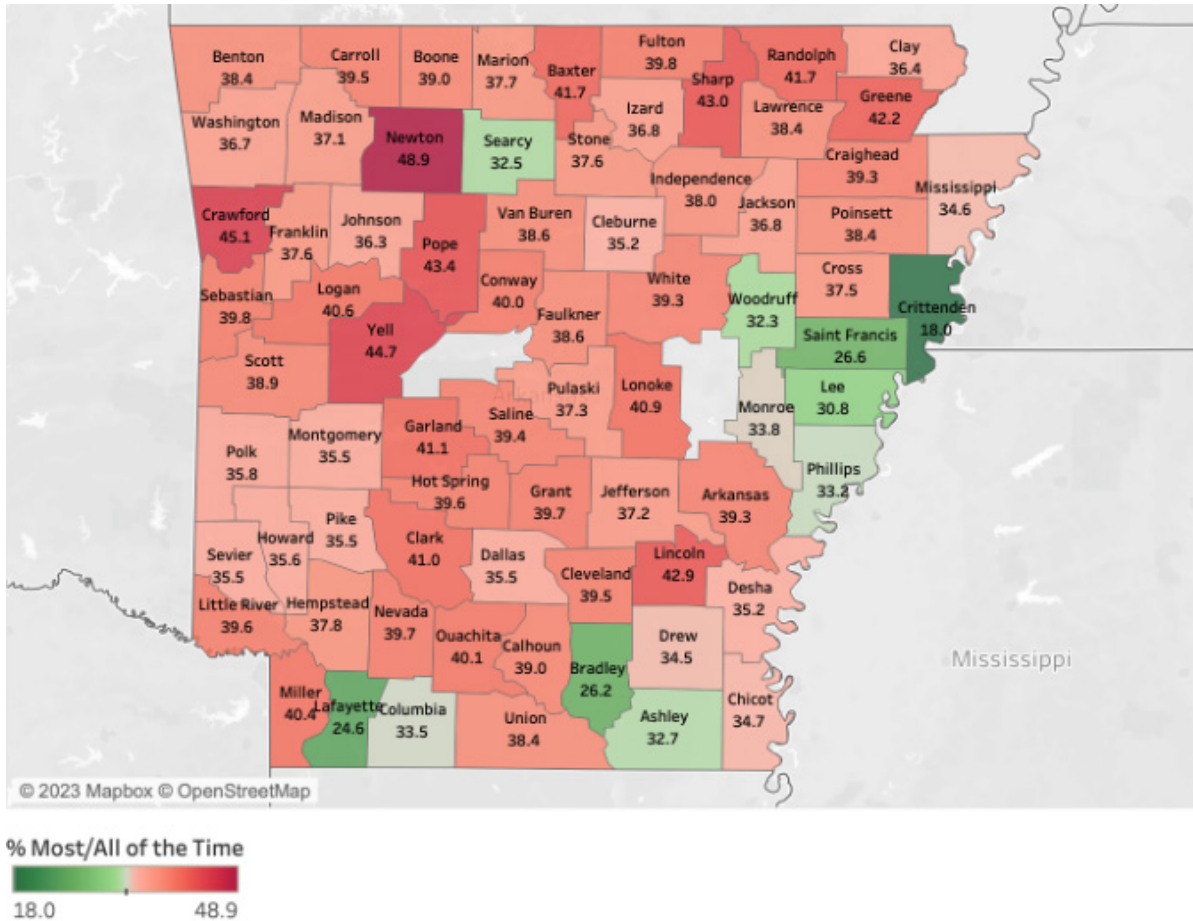 Benton
38.4
Carroll
39.5
Boone
39.0
Marion
37.7
Baxter
41.7
Fulton
39.8
Sharp
43.0
Randolph
41.7
Clay
36.4
Greene
42.2
Washington
36.7
Madison
37.1
Newton
48.9
Searcy
32.5
Stone
37.6
Izard
36.8
Lawrence
38.4
Craighead
39.3
Mississippi
34.6
Independence
38.0
Jackson
36.8
Poinsett
38.4
Crawford
45.1
Franklin
37.6
Johnson
36.3
Pope
43.4
Van Buren
38.6
Cleburne
35.2
Conway
40.0
White
39.3
Woodruff
32.3
Cross
37.5
Crittenden
18.0
Sebastian
39.8
Logan
40.6
Yell
44.7
Faulkner
38.6
Saint Francis
26.6
Scott
38.9
Arkansas
Pulaski
37.3
Lonoke
40.9
Monroe
33.8
Lee
30.8
Saline
39.4
Garland
41.1
Montgomery
35.5
Polk
35.8
Phillips
33.2
Hot Spring
39.6
Grant
39.7
Jefferson
37.2
Arkansas
39.3
Pike
35.5
Howard
35.6
Sevier
35.5
Clark
41.0
Dallas
35.5
Cleveland
39.5
Lincoln
42.9
Desha
35.2
Little River
39.6
Hempstead
37.8
Nevada
39.7
Ouachita
40.1
Calhoun
39.0
Bradley
26.2
Drew
34.5
Mississippi
Miller
40.4
Lafayette
24.6
Columbia
33.5
Union
38.4
Ashley
32.7
Chicot
34.7
© 2023 Mapbox © OpenStreetMap
% Most/All of the Time
18.0 48.9